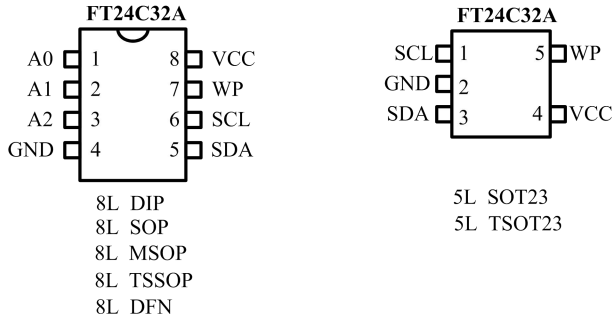 FT24C32A
A0 1 8 VCC
A1 2 7 WP
A2 3 6 SCL
GND 4 5 SDA
8L DIP
8L SOP
8L MSOP
8L TSSOP
8L DFN
FT24C32A
SCL 1 5 WP
GND 2
SDA 3 4 VCC
5L SOT23
5L TSOT23